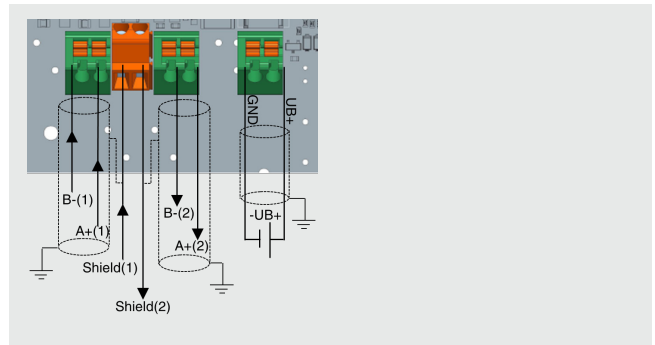 GND
UB+
B-(1)
B-(2)
-UB+
A+(1)
A+(2)
Shield(1)
Shield(2)